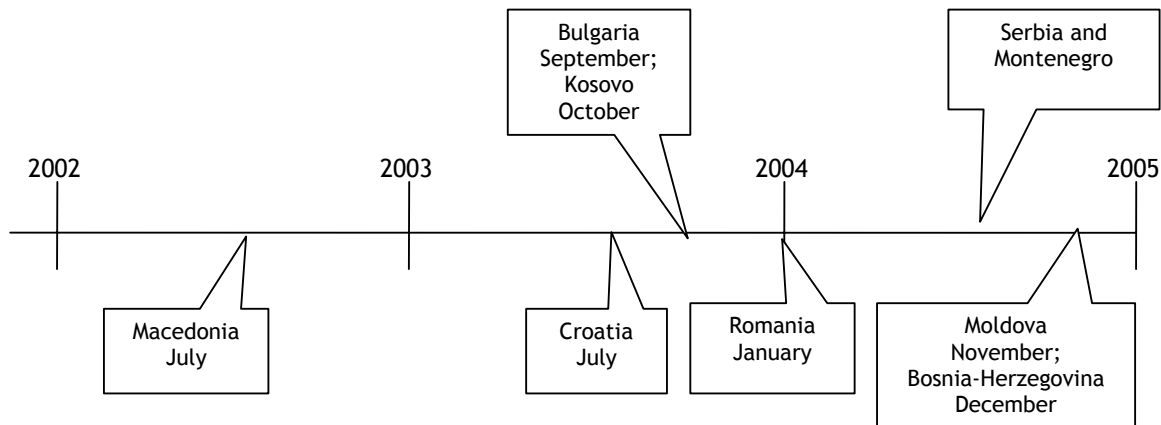 Bulgaria
September;
Kosovo
October
Serbia and
Montenegro
2002
2003
2004
2005
Macedonia
July
Croatia
July
Romania
January
Moldova
November;
Bosnia-Herzegovina
December